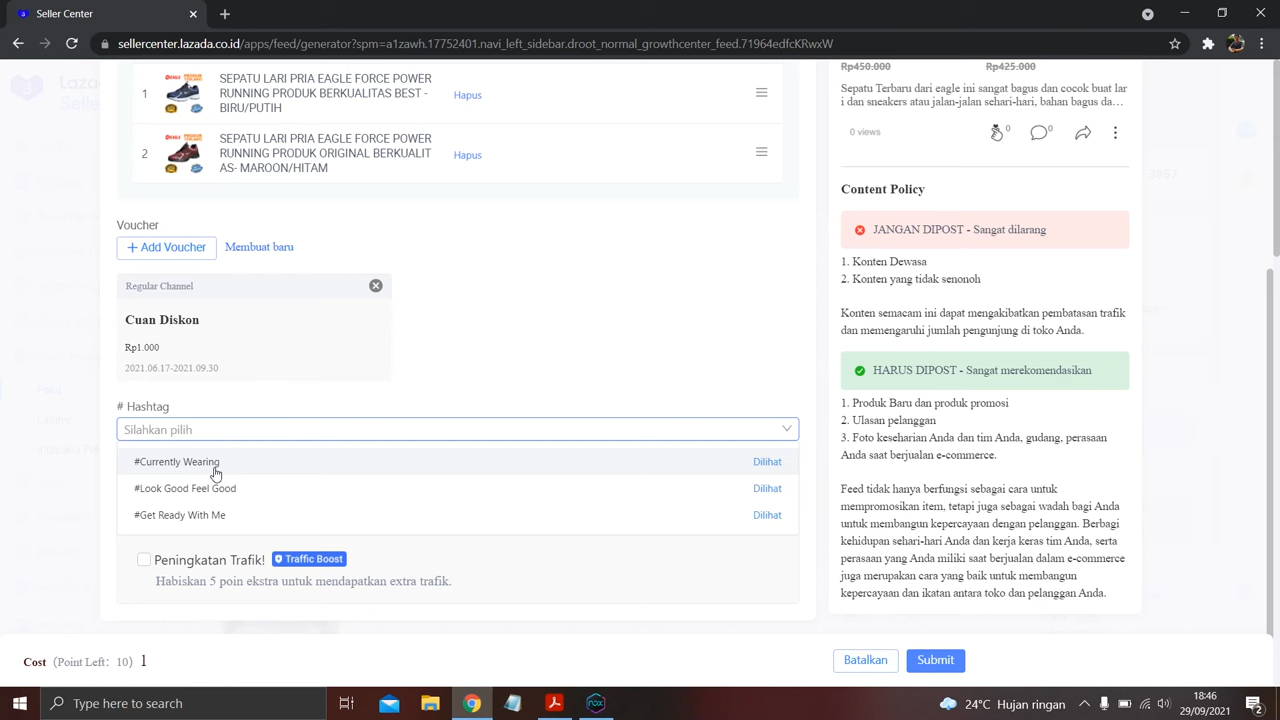 Seller Center
sellercenter.lazada.co.id/apps/feed/generator?spm=a1zawh.17752401.navi_left_sidebar.droot_normal_growthcenter_feed.71964edfcKRwxW
1
SEPATU LARI PRIA EAGLE FORCE POWER
RUNNING PRODUK BERKUALITAS BEST -
BIRU/PUTIH
Hapus
2
SEPATU LARI PRIA EAGLE FORCE POWER
RUNNING PRODUK ORIGINAL BERKUALIT
AS- MAROON/HITAM
Hapus
Voucher
+ Add Voucher
Membuat baru
Regular Channel
Cuan Diskon
Rp1.000
2021.06.17-2021.09.30
# Hashtag
Silahkan pilih
#Currently Wearing
Dilihat
#Look Good Feel Good
Dilihat
#Get Ready With Me
Dilihat
Peningkatan Trafik!
Traffic Boost
Habiskan 5 poin ekstra untuk mendapatkan extra trafik.
Rp450.000
Rp425.000
Sepatu Terbaru dari eagle ini sangat bagus dan cocok buat lar
i dan sneakers atau jalan-jalan sehari-hari, bahan bagus da…
0 views
0
0
Content Policy
JANGAN DIPOST - Sangat dilarang
1. Konten Dewasa
2. Konten yang tidak senonoh
Konten semacam ini dapat mengakibatkan pembatasan trafik
dan memengaruhi jumlah pengunjung di toko Anda.
HARUS DIPOST - Sangat merekomendasikan
1. Produk Baru dan produk promosi
2. Ulasan pelanggan
3. Foto keseharian Anda dan tim Anda, gudang, perasaan
Anda saat berjualan e-commerce.
Feed tidak hanya berfungsi sebagai cara untuk
mempromosikan item, tetapi juga sebagai wadah bagi Anda
untuk membangun kepercayaan dengan pelanggan. Berbagi
kehidupan sehari-hari Anda dan kerja keras tim Anda, serta
perasaan yang Anda miliki saat berjualan dalam e-commerce
juga merupakan cara yang baik untuk membangun
kepercayaan dan ikatan antara toko dan pelanggan Anda.
Cost (Point Left: 10) 1
Batalkan
Submit
Type here to search
24°C Hujan ringan
18:46
29/09/2021
2